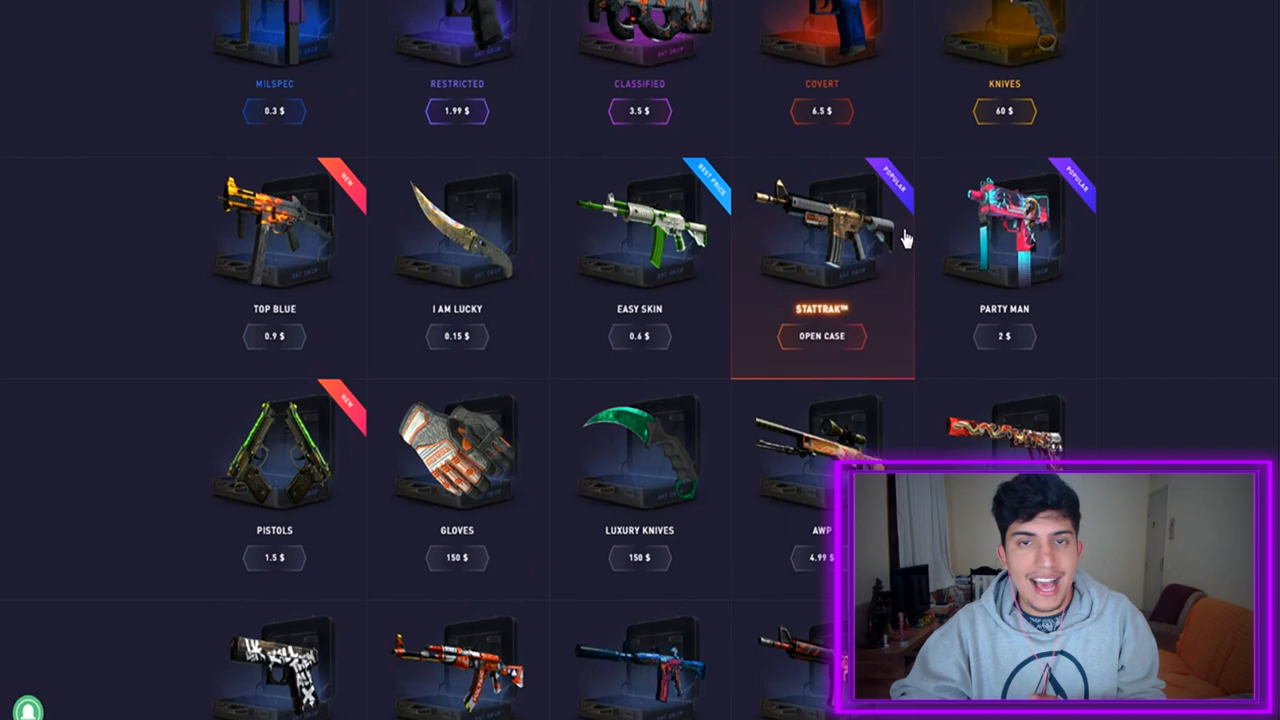 MILSPEC
RESTRICTED
CLASSIFIED
COVERT
KNIVES
0.3 $
1.99 $
3.5 $
6.5 $
60 $
NEW
BEST PRICE
POPULAR
POPULAR
TOP BLUE
I AM LUCKY
EASY SKIN
STATTRAK™
PARTY MAN
0.9 $
0.15 $
0.6 $
OPEN CASE
2 $
NEW
PISTOLS
GLOVES
LUXURY KNIVES
AWP
1.5 $
150 $
150 $
4.99 $